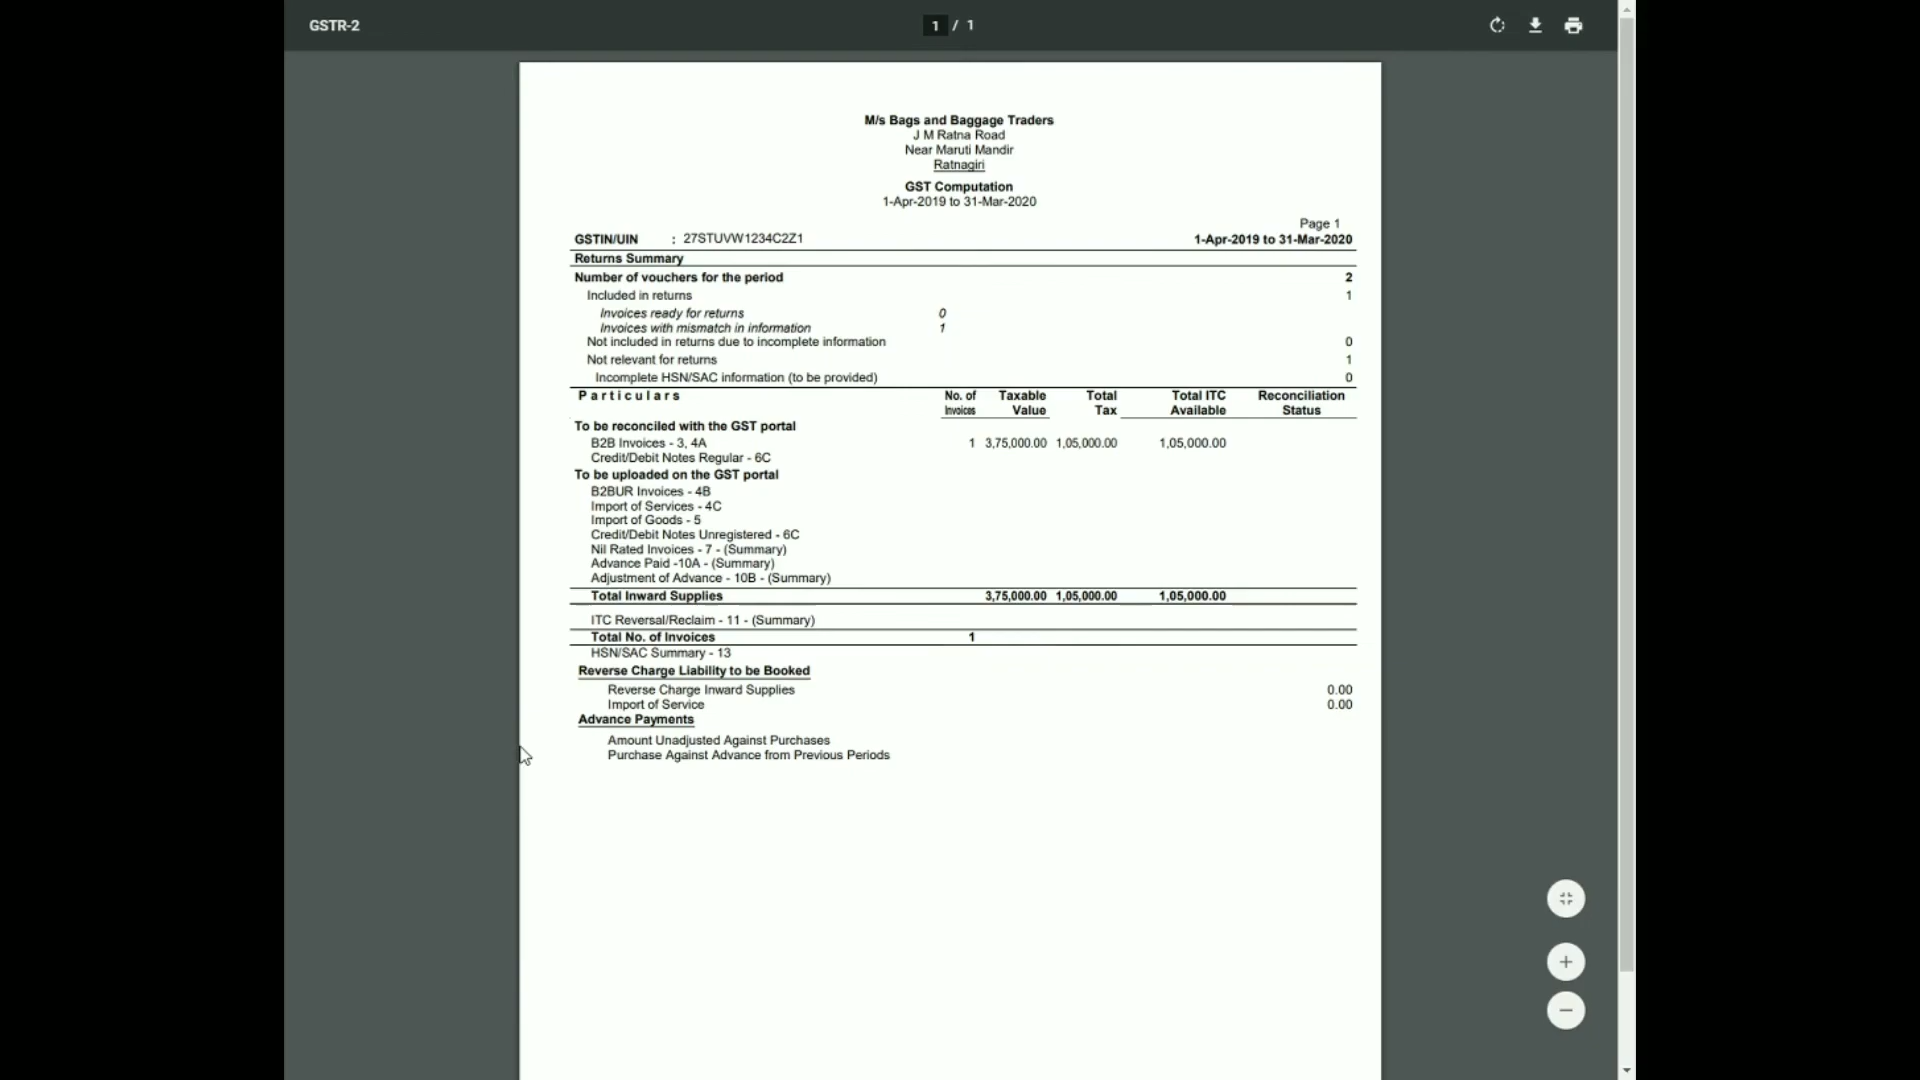 GSTR-2
1 / 1
M/s Bags and Baggage Traders
J M Ratna Road
Near Maruti Mandir
Ratnagiri
GST Computation
1-Apr-2019 to 31-Mar-2020
Page 1
GSTIN/UIN : 27STUVW1234C2Z1 1-Apr-2019 to 31-Mar-2020
Returns Summary
Number of vouchers for the period 2
Included in returns 1
Invoices ready for returns 0
Invoices with mismatch in information 1
Not included in returns due to incomplete information 0
Not relevant for returns 1
Incomplete HSN/SAC information (to be provided) 0
Particulars No. of Invoices Taxable Value Total Tax Total ITC Available Reconciliation Status
To be reconciled with the GST portal
B2B Invoices - 3, 4A 1 3,75,000.00 1,05,000.00 1,05,000.00
Credit/Debit Notes Regular - 6C
To be uploaded on the GST portal
B2BUR Invoices - 4B
Import of Services - 4C
Import of Goods - 5
Credit/Debit Notes Unregistered - 6C
Nil Rated Invoices - 7 - (Summary)
Advance Paid -10A - (Summary)
Adjustment of Advance - 10B - (Summary)
Total Inward Supplies 3,75,000.00 1,05,000.00 1,05,000.00
ITC Reversal/Reclaim - 11 - (Summary)
Total No. of Invoices 1
HSN/SAC Summary - 13
Reverse Charge Liability to be Booked
Reverse Charge Inward Supplies 0.00
Import of Service 0.00
Advance Payments
Amount Unadjusted Against Purchases
Purchase Against Advance from Previous Periods